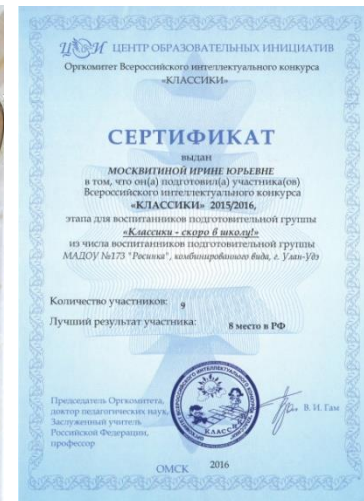 ЦОИ ЦЕНТР ОБРАЗОВАТЕЛЬНЫХ ИНИЦИАТИВ
Оргкомитет Всероссийского интеллектуального конкурса
«КЛАССИКИ»
СЕРТИФИКАТ
выдан
МОСКВИТИНОЙ ИРИНЕ ЮРЬЕВНЕ
в том, что он(а) подготовил(а) участника(ов)
Всероссийского интеллектуального конкурса
«КЛАССИКИ» 2015/2016,
этапа для воспитанников подготовительной группы
«Классики - скоро в школу!»
из числа воспитанников подготовительной группы
МАДОУ №173 "Росинка", комбинированного вида, г. Улан-Удэ
Количество участников: 9
Лучший результат участника: 8 место в РФ
Председатель Оргкомитета,
доктор педагогических наук,
Заслуженный учитель
Российской Федерации,
профессор
В. И. Гам
КЛАССИКИ
ОМСК 2016